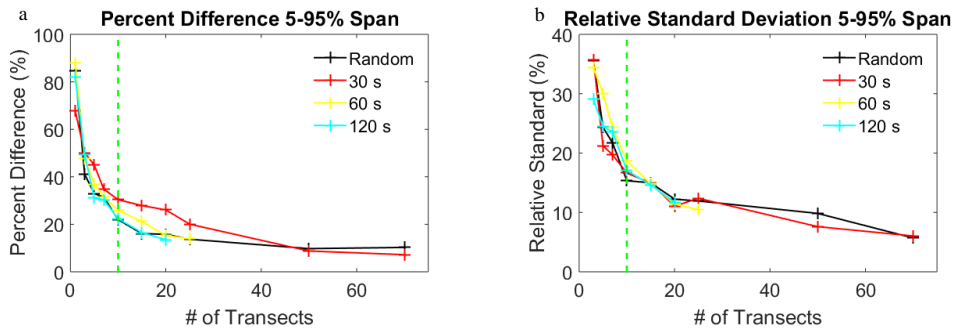 a
Percent Difference 5-95% Span
100
80
60
40
20
0
Percent Difference (%)
0
20
40
60
# of Transects
Random
30 s
60 s
120 s
b
Relative Standard Deviation 5-95% Span
40
30
20
10
0
Relative Standard (%)
0
20
40
60
# of Transects
Random
30 s
60 s
120 s